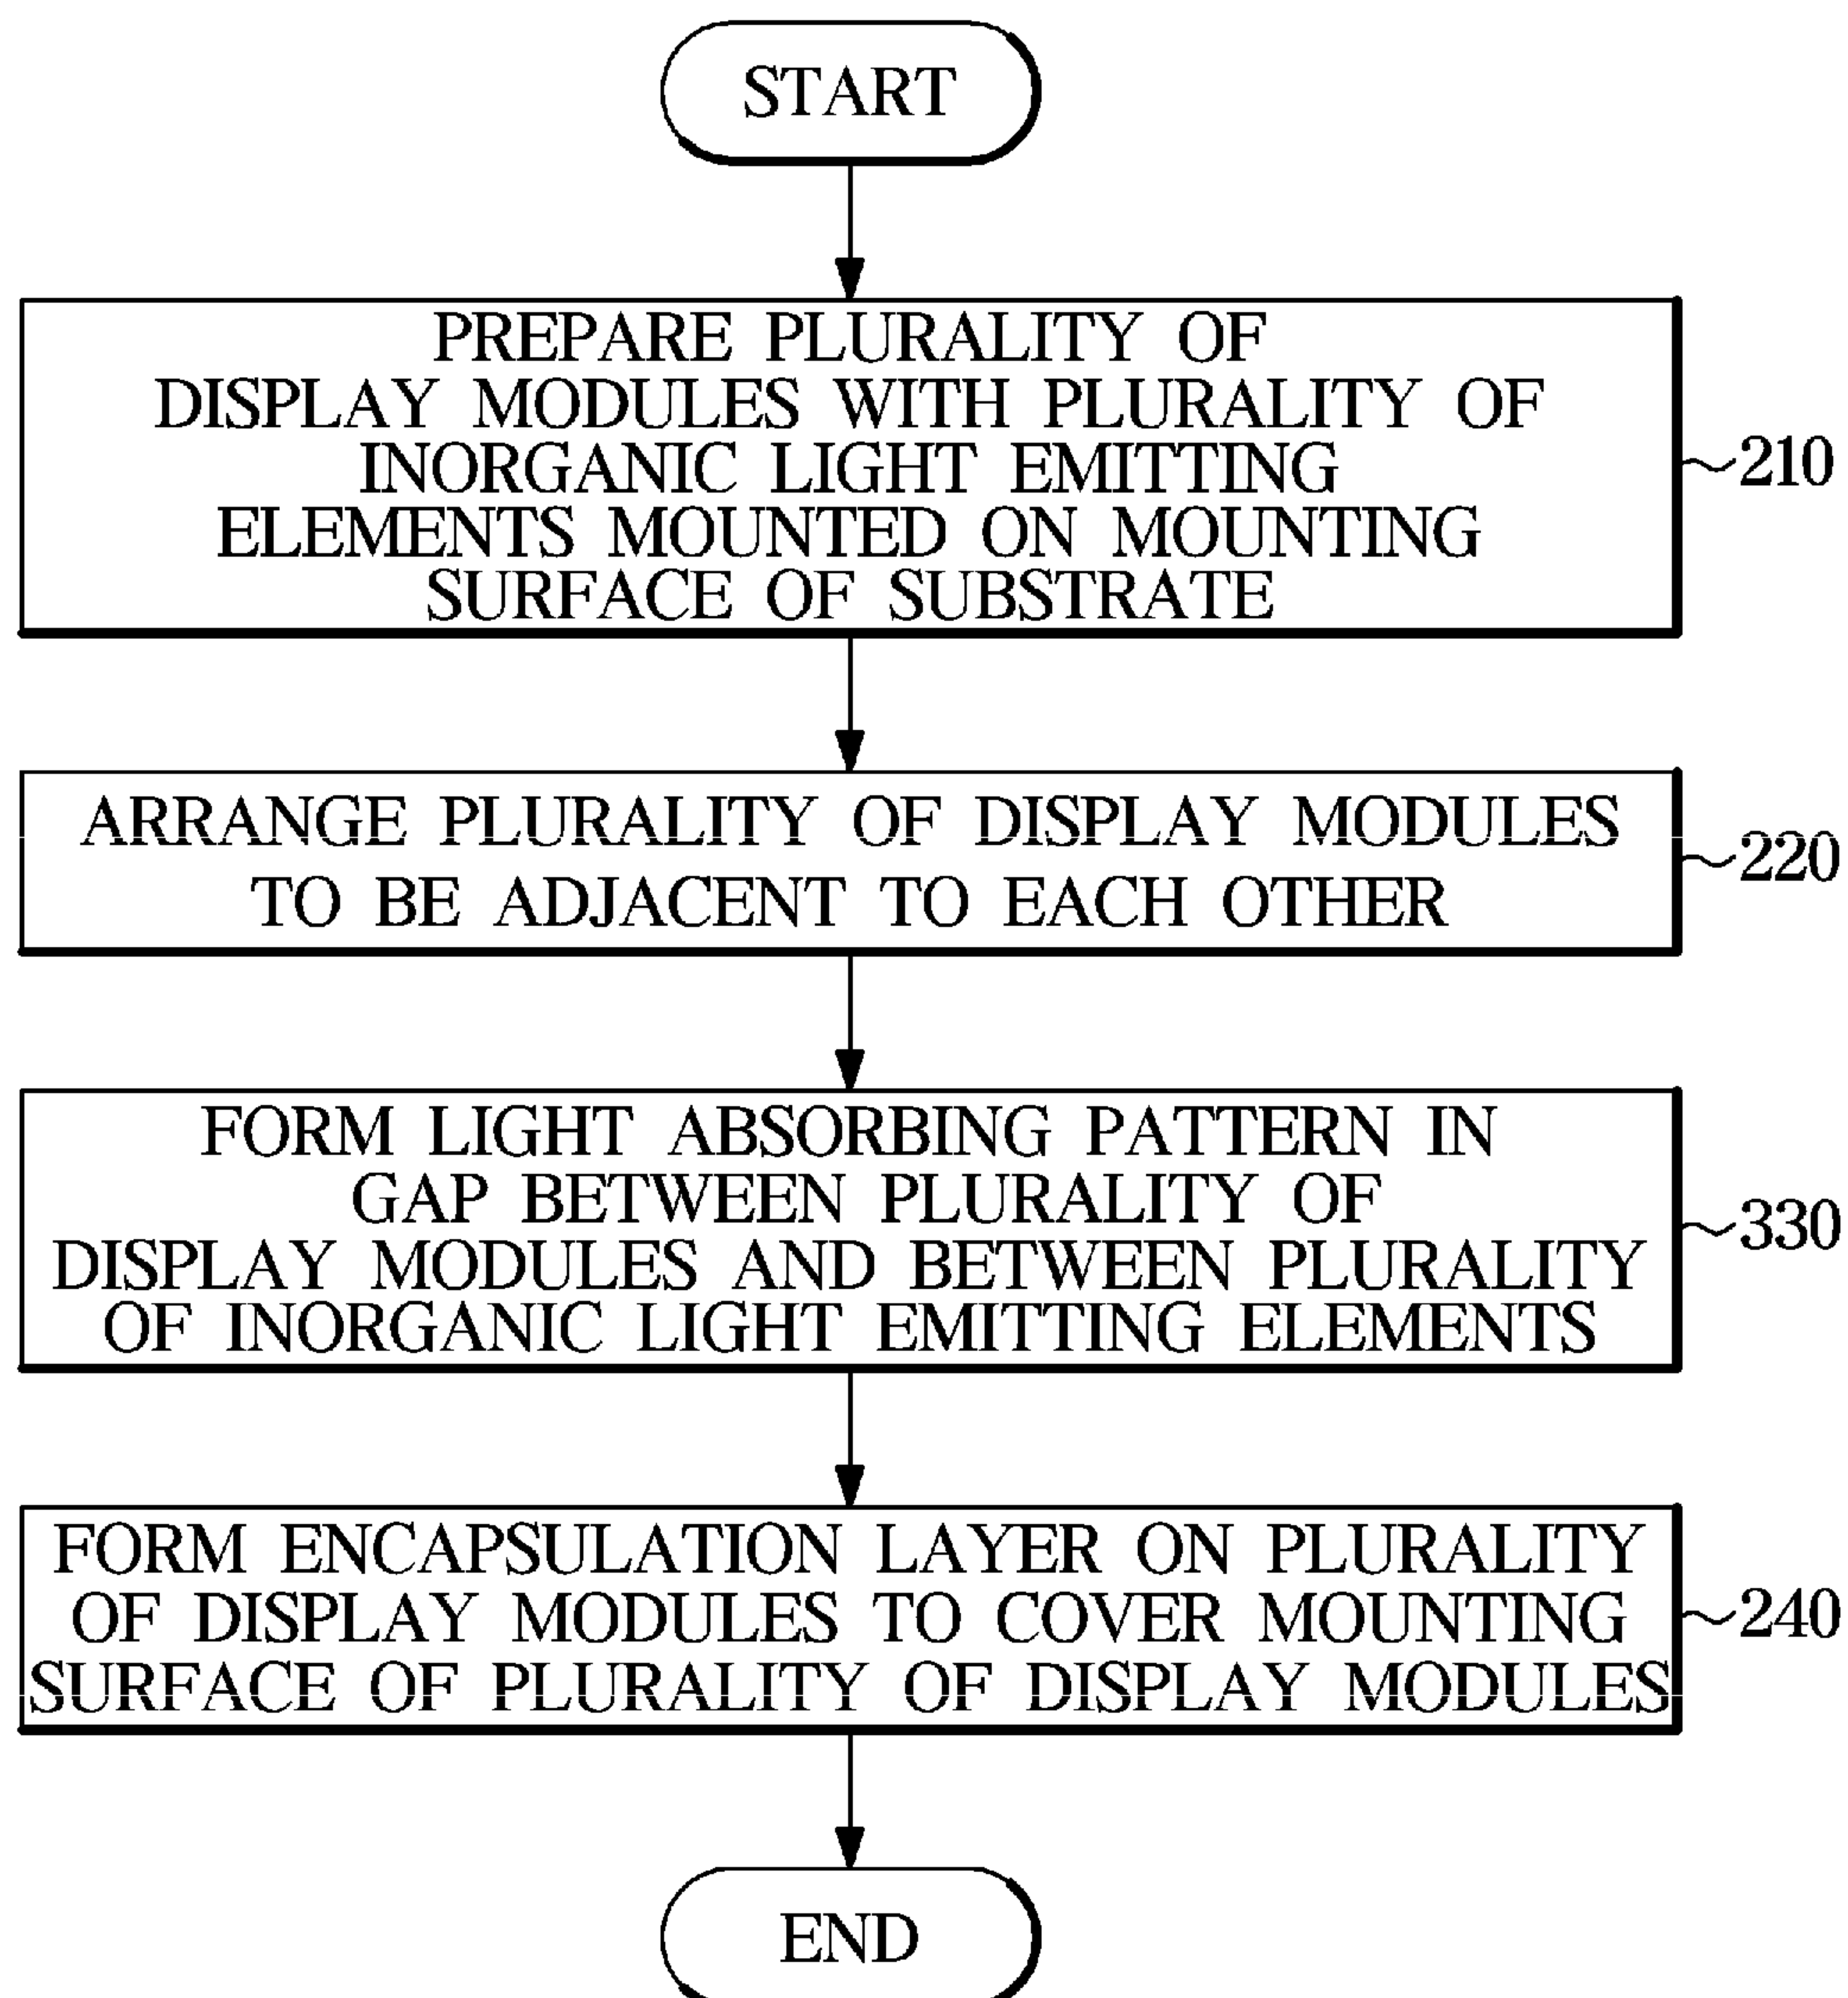 START
PREPARE PLURALITY OF
DISPLAY MODULES WITH PLURALITY OF
INORGANIC LIGHT EMITTING
ELEMENTS MOUNTED ON MOUNTING
SURFACE OF SUBSTRATE
210
ARRANGE PLURALITY OF DISPLAY MODULES
TO BE ADJACENT TO EACH OTHER
220
FORM LIGHT ABSORBING PATTERN IN
GAP BETWEEN PLURALITY OF
DISPLAY MODULES AND BETWEEN PLURALITY
OF INORGANIC LIGHT EMITTING ELEMENTS
330
FORM ENCAPSULATION LAYER ON PLURALITY
OF DISPLAY MODULES TO COVER MOUNTING
SURFACE OF PLURALITY OF DISPLAY MODULES
240
END